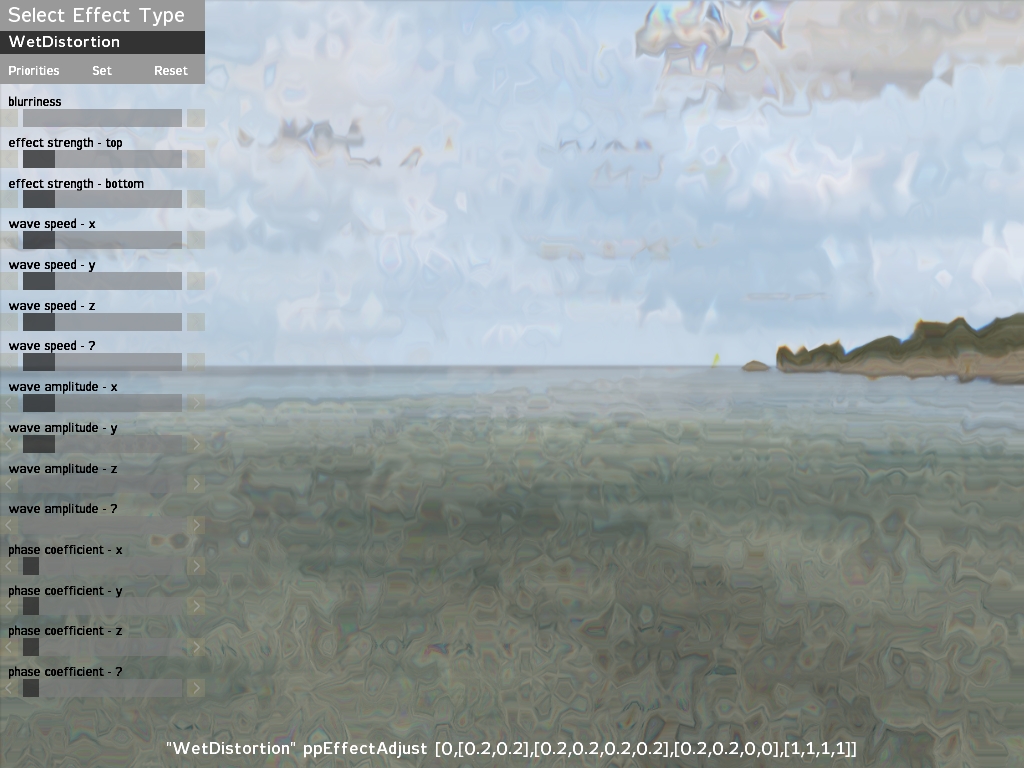 Select Effect Type
WetDistortion
Priorities Set Reset
blurriness
effect strength - top
effect strength - bottom
wave speed - x
wave speed - y
wave speed - z
wave speed - ?
wave amplitude - x
wave amplitude - y
wave amplitude - z
wave amplitude - ?
phase coefficient - x
phase coefficient - y
phase coefficient - z
phase coefficient - ?
"WetDistortion" ppEffectAdjust [0,[0.2,0.2],[0.2,0.2,0.2,0.2],[0.2,0.2,0,0],[1,1,1,1]]